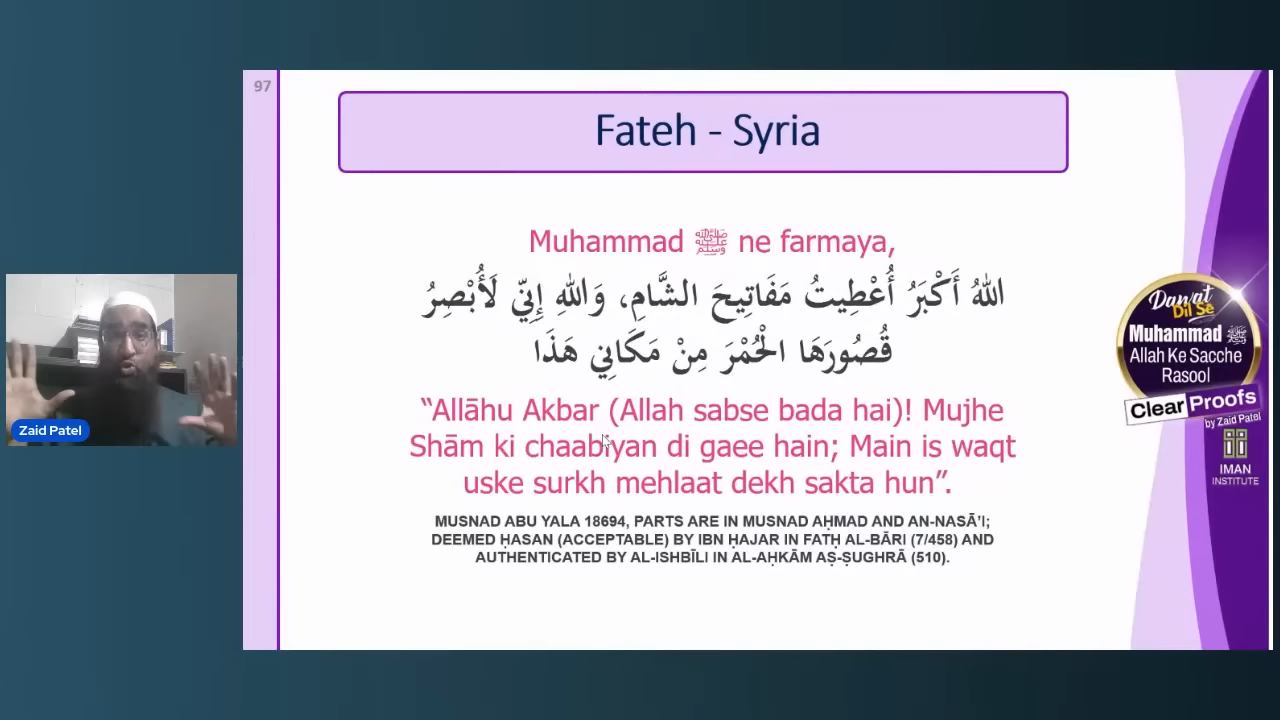 97
Fateh - Syria
Muhammad ﷺ ne farmaya,
اللهُ أَكْبَرُ أُعْطِيتُ مَفَاتِيحَ الشَّامِ، وَاللهِ إِنِّي لَأُبْصِرُ
قُصُورَهَا الْحُمْرَ مِنْ مَكَانِي هَذَا
“Allāhu Akbar (Allah sabse bada hai)! Mujhe
Shām ki chaabiyan di gaee hain; Main is waqt
uske surkh mehlaat dekh sakta hun”.
MUSNAD ABU YALA 18694, PARTS ARE IN MUSNAD AḤMAD AND AN-NASĀ’I;
DEEMED ḤASAN (ACCEPTABLE) BY IBN ḤAJAR IN FATḤ AL-BĀRI (7/458) AND
AUTHENTICATED BY AL-ISHBĪLI IN AL-AḤKĀM AṢ-ṢUGHRĀ (510).
Zaid Patel
Dawat
Dil Se
Muhammad ﷺ
Allah Ke Sacche
Rasool
Clear Proofs
by Zaid Patel
IMAN
INSTITUTE